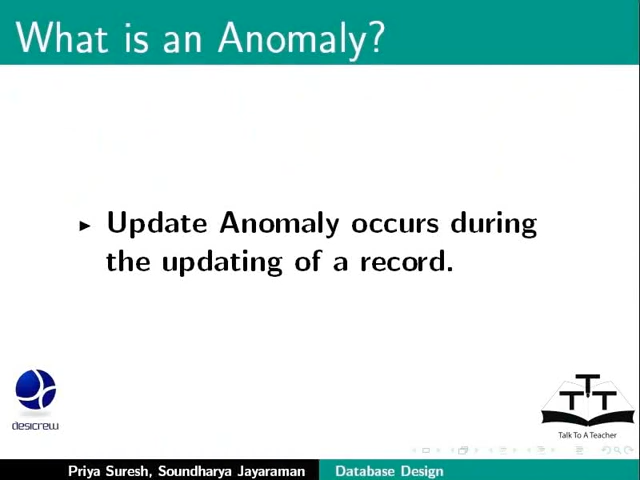 What is an Anomaly?
▶ Update Anomaly occurs during
the updating of a record.
desicrew
T T T
Talk To A Teacher
Priya Suresh, Soundharya Jayaraman Database Design